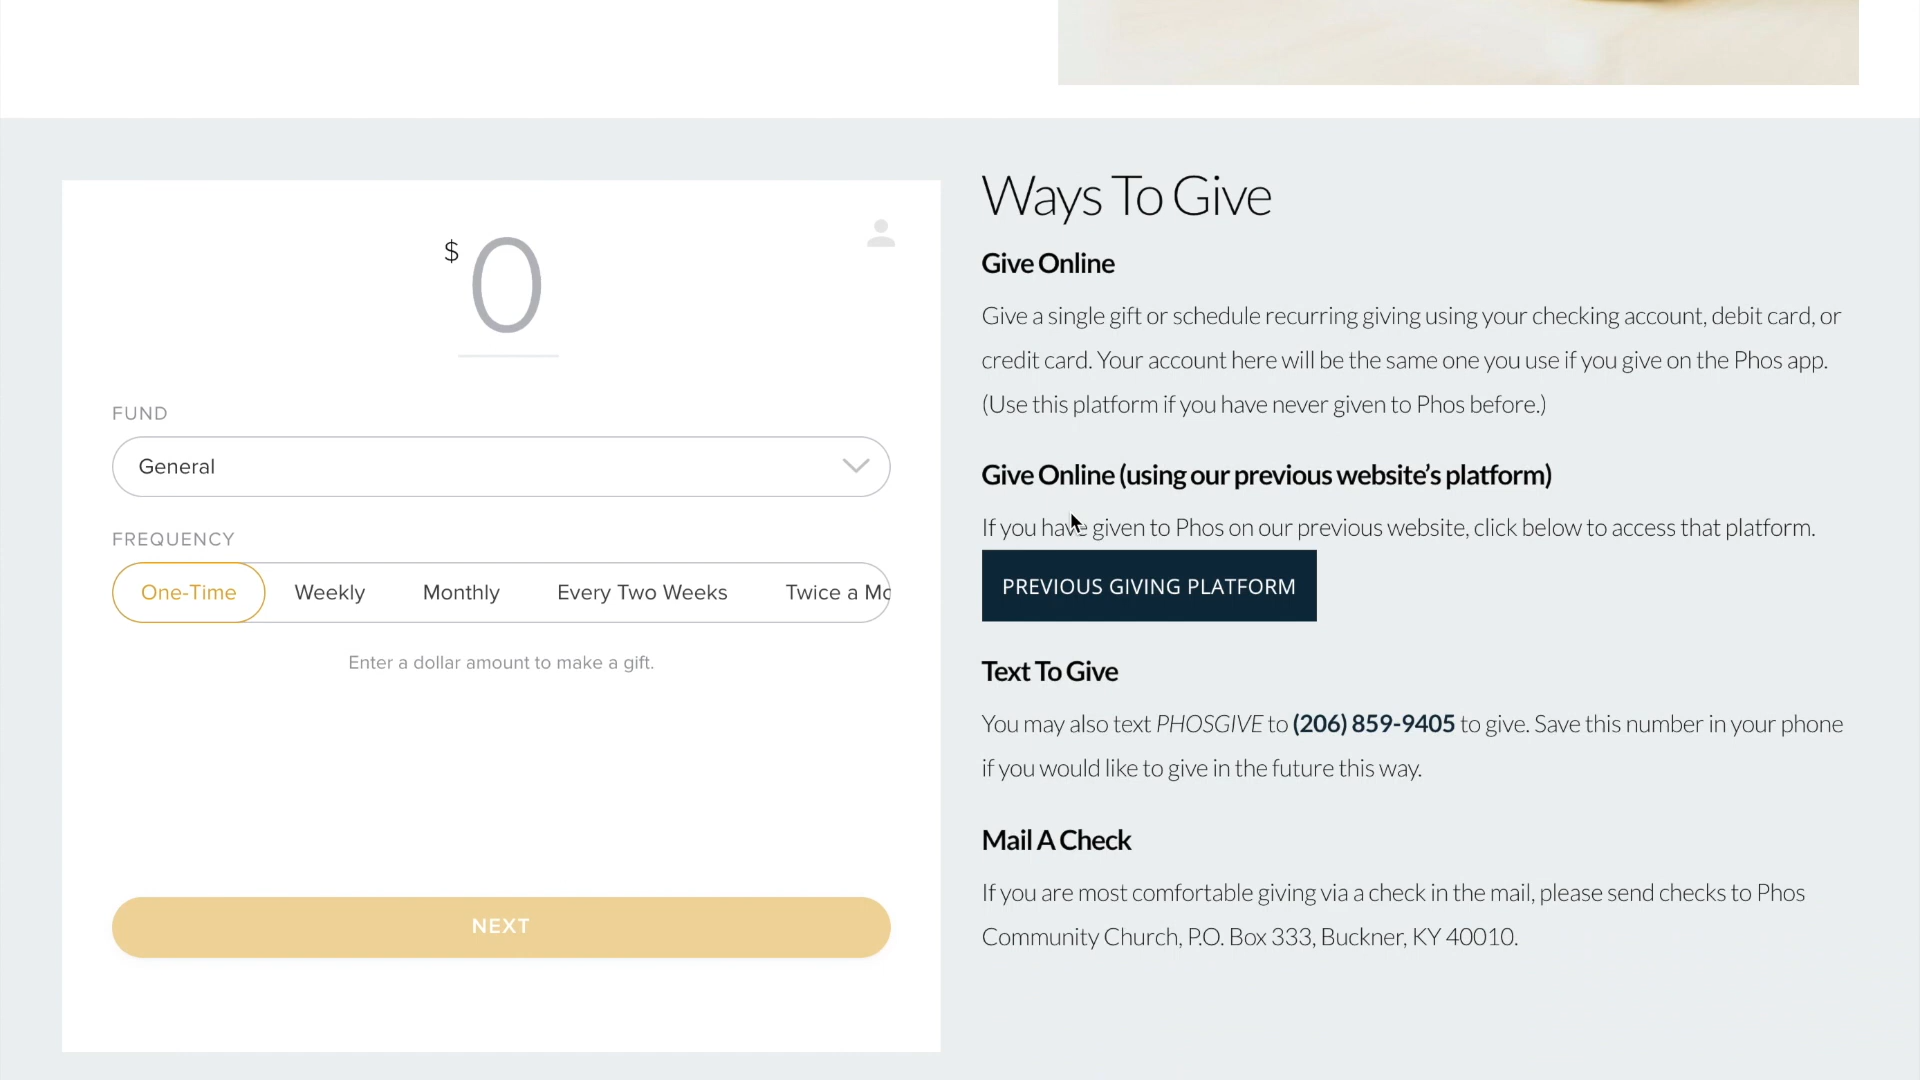 $ 0
FUND
General
FREQUENCY
One-Time Weekly Monthly Every Two Weeks Twice a Mo
Enter a dollar amount to make a gift.
NEXT
Ways To Give
Give Online
Give a single gift or schedule recurring giving using your checking account, debit card, or
credit card. Your account here will be the same one you use if you give on the Phos app.
(Use this platform if you have never given to Phos before.)
Give Online (using our previous website’s platform)
If you have given to Phos on our previous website, click below to access that platform.
PREVIOUS GIVING PLATFORM
Text To Give
You may also text PHOSGIVE to (206) 859-9405 to give. Save this number in your phone
if you would like to give in the future this way.
Mail A Check
If you are most comfortable giving via a check in the mail, please send checks to Phos
Community Church, P.O. Box 333, Buckner, KY 40010.